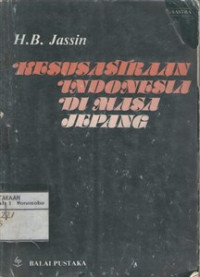 H.B. Jassin
KESUSASTRAAN
INDONESIA
DI MASA
JEPANG
BALAI PUSTAKA